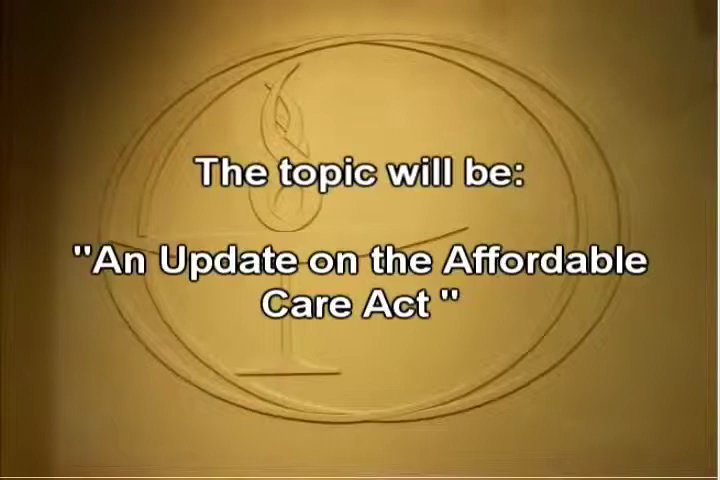 The topic will be:
"An Update on the Affordable
Care Act "